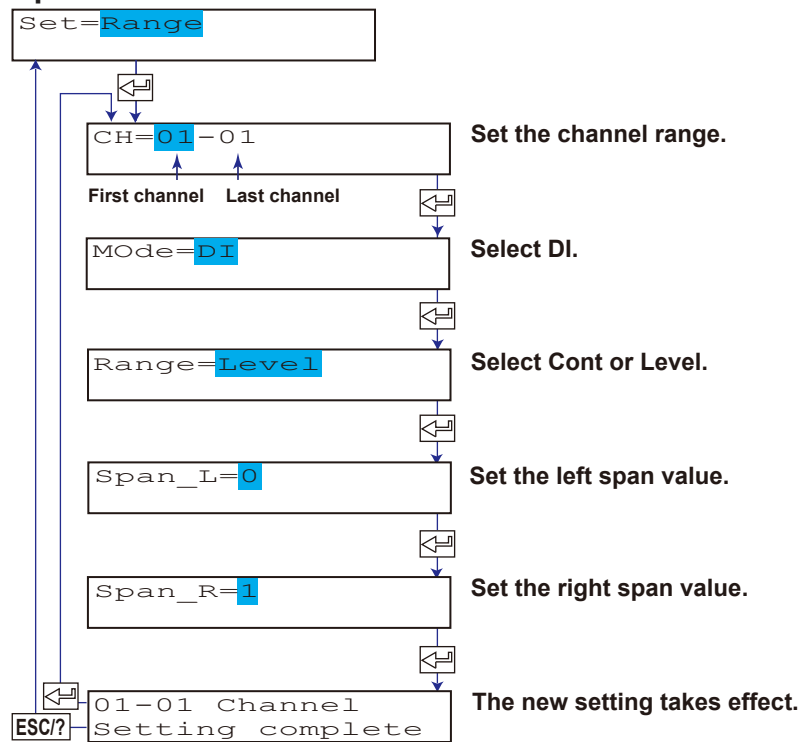 Set=Range
CH=01-01
Set the channel range.
First channel Last channel
MOde=DI
Select DI.
Range=Level
Select Cont or Level.
Span_L=0
Set the left span value.
Span_R=1
Set the right span value.
01-01 Channel
The new setting takes effect.
ESC/?
Setting complete